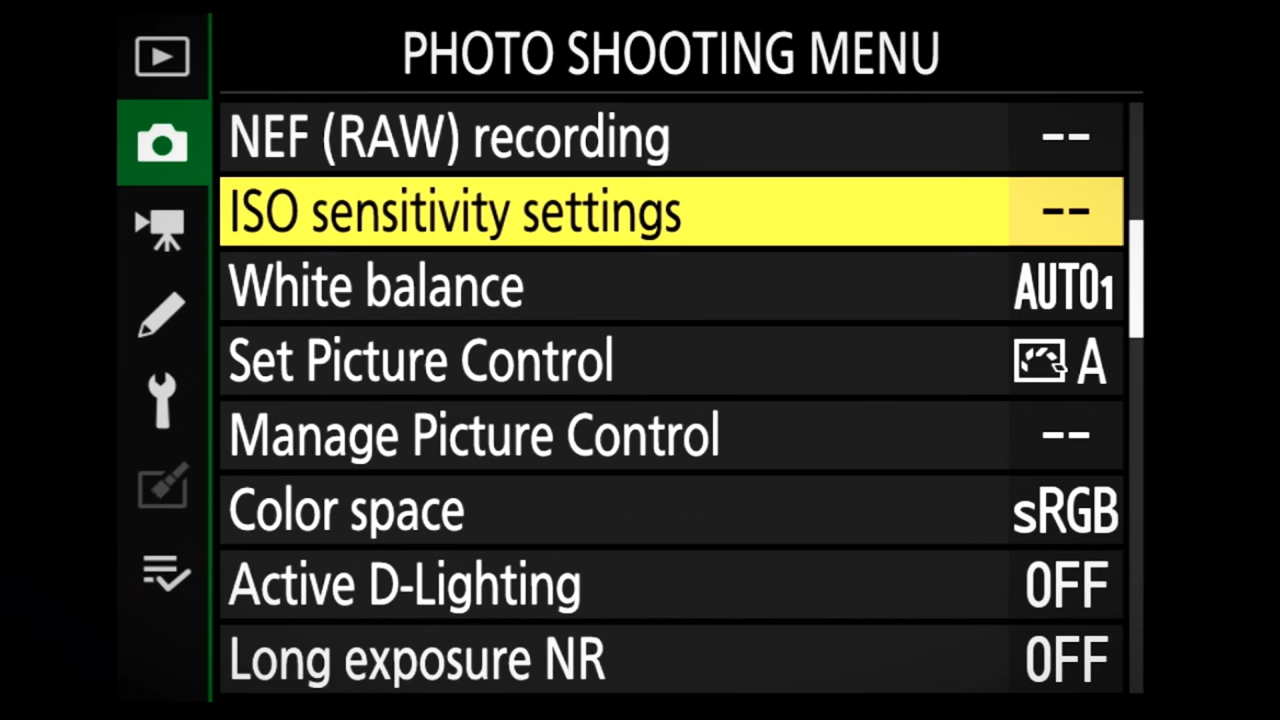 PHOTO SHOOTING MENU
NEF (RAW) recording --
ISO sensitivity settings --
White balance AUTO1
Set Picture Control A
Manage Picture Control --
Color space sRGB
Active D-Lighting OFF
Long exposure NR OFF